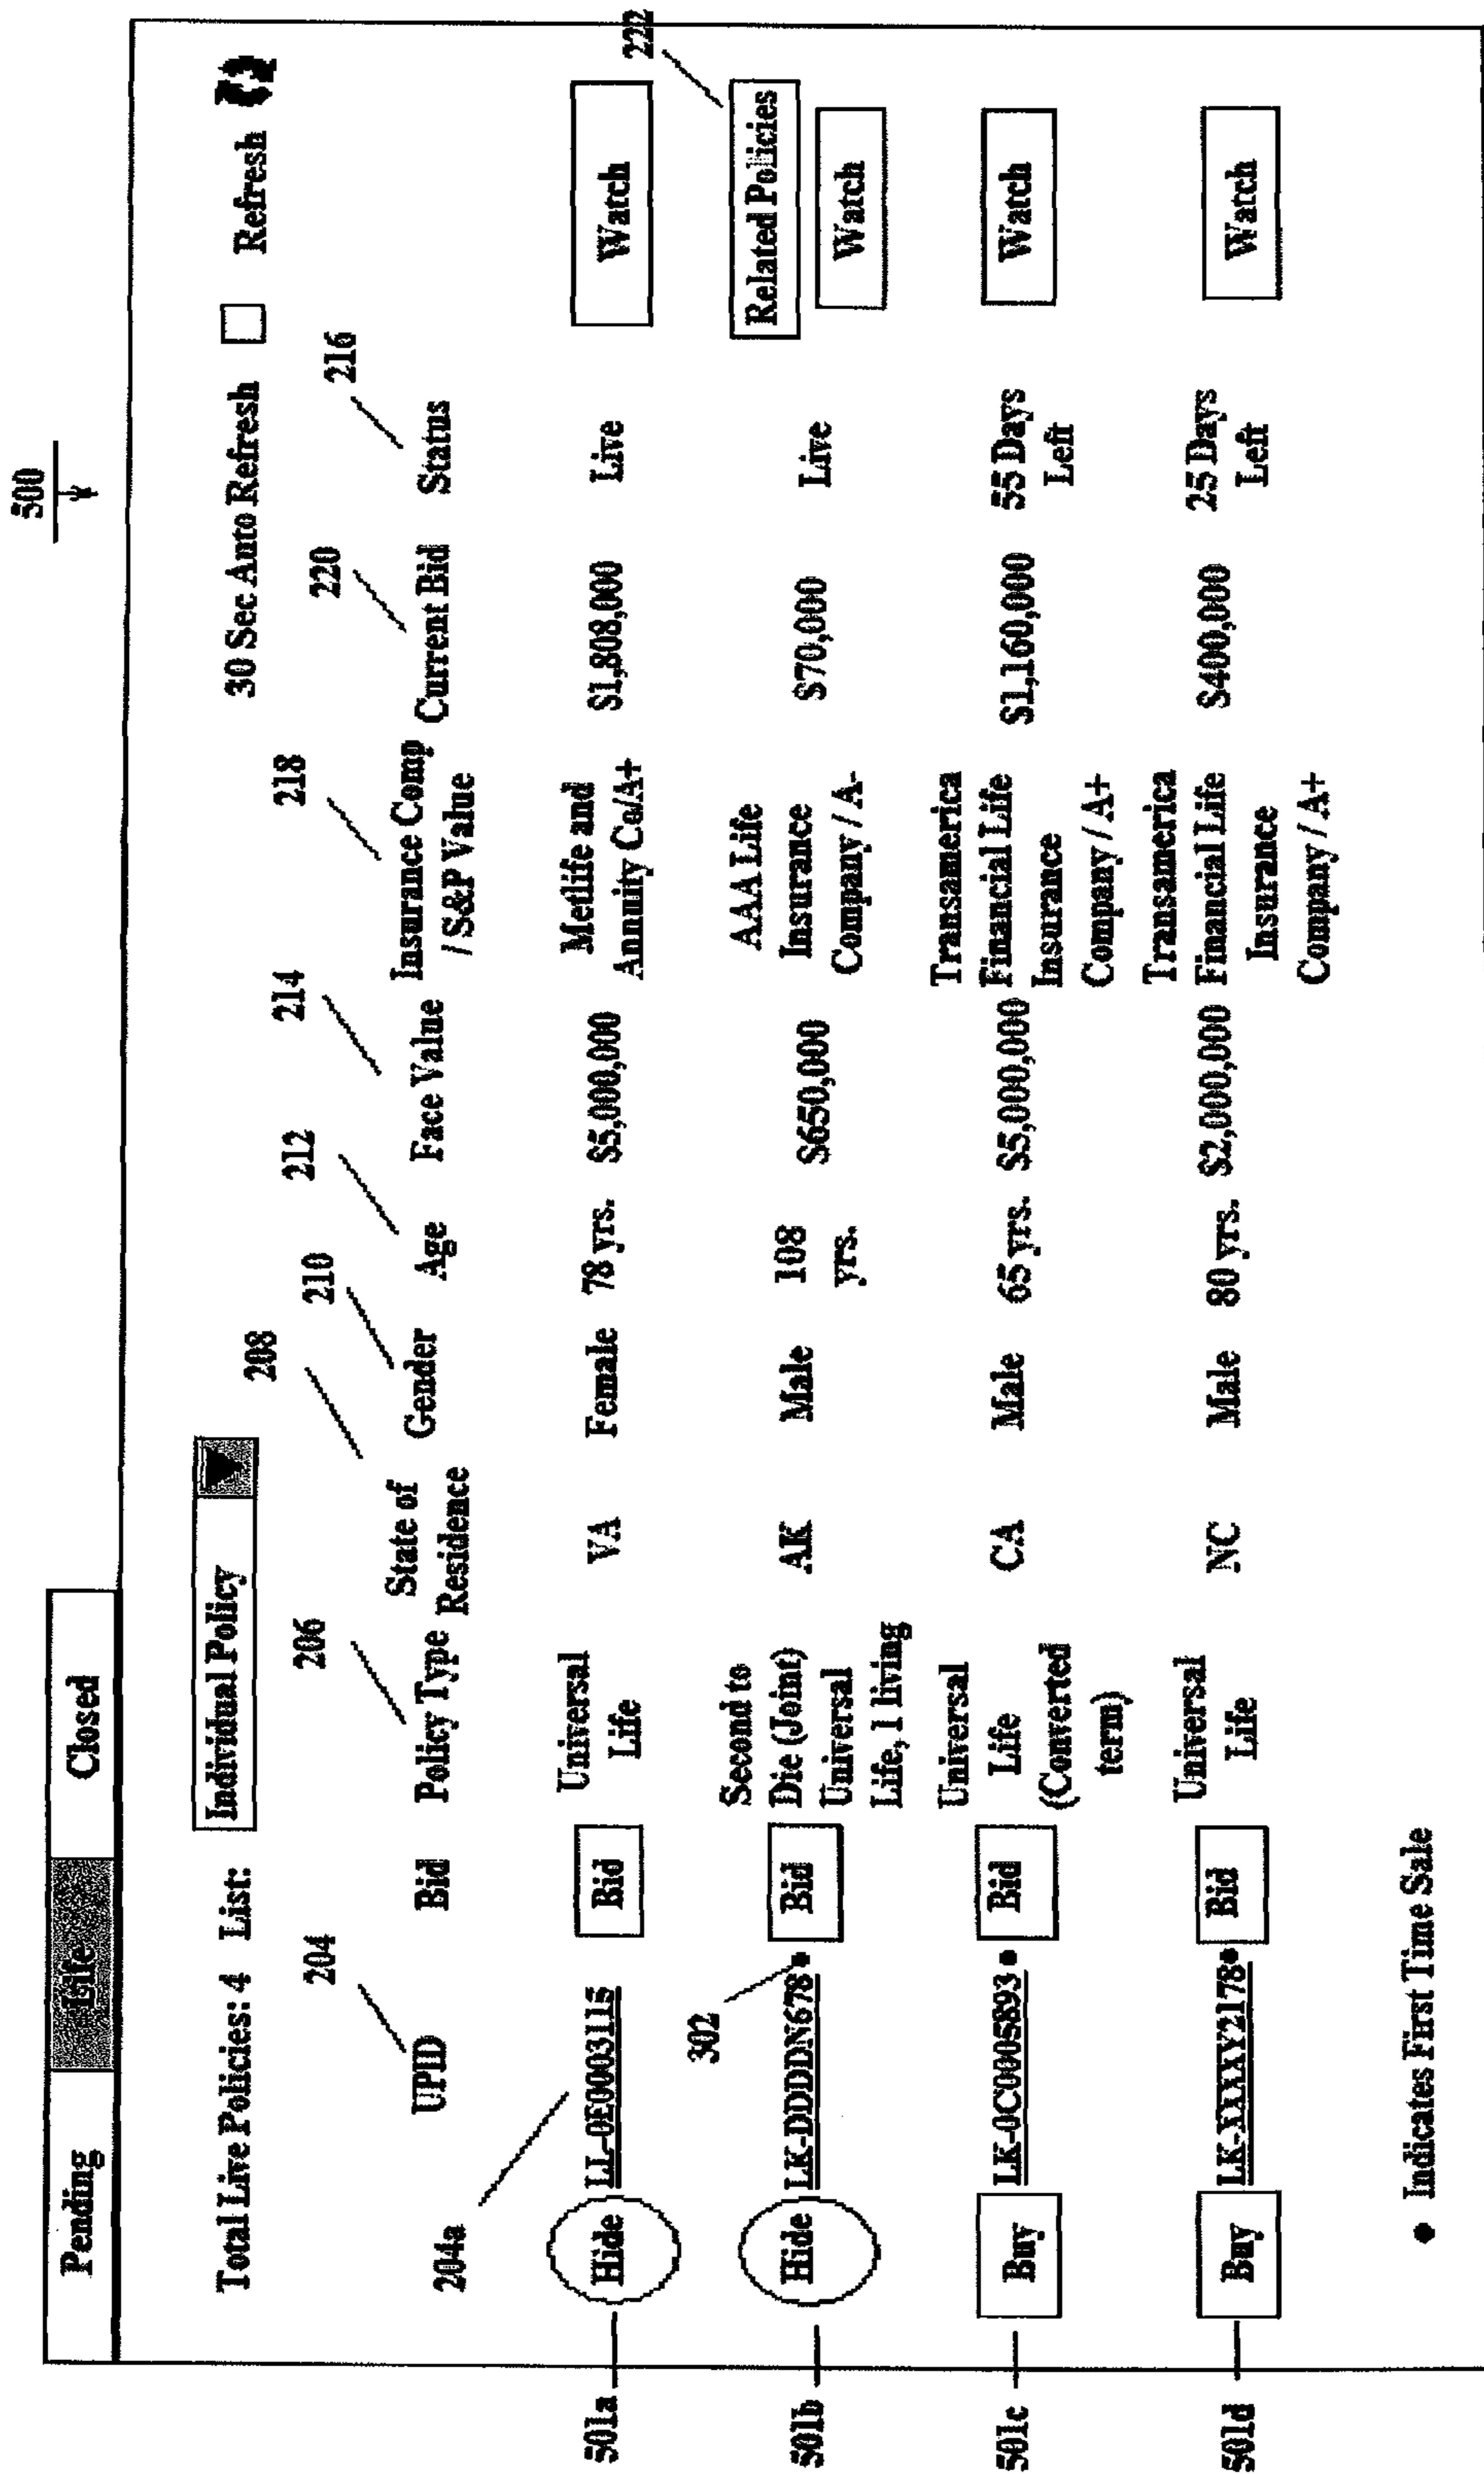 500
Pending Life Closed
Total Live Policies: 4 List: Individual Policy 30 Sec Auto Refresh Refresh
204 206 208 210 212 214 218 220 216
UPID Bid Policy Type State of Residence Gender Age Face Value Insurance Comp / S&P Value Current Bid Status
204a
501a Hide LL-0E0003115 Bid Universal Life VA Female 78 yrs. $5,000,000 Metlife and Annuity Co/A+ $1,808,000 Live Watch
302
222
Related Policies
501b Hide LK-DDDDN678 • Bid Second to Die (Joint) Universal Life, 1 living AK Male 108 yrs. $650,000 AAA Life Insurance Company / A- $70,000 Live Watch
501c Buy LK-0C0005893 • Bid Universal Life (Converted term) CA Male 65 yrs. $5,000,000 Transamerica Financial Life Insurance Company / A+ $1,160,000 55 Days Left Watch
501d Buy LK-XXXXY2178 • Bid Universal Life NC Male 80 yrs. $2,000,000 Transamerica Financial Life Insurance Company / A+ $400,000 25 Days Left Watch
• Indicates First Time Sale